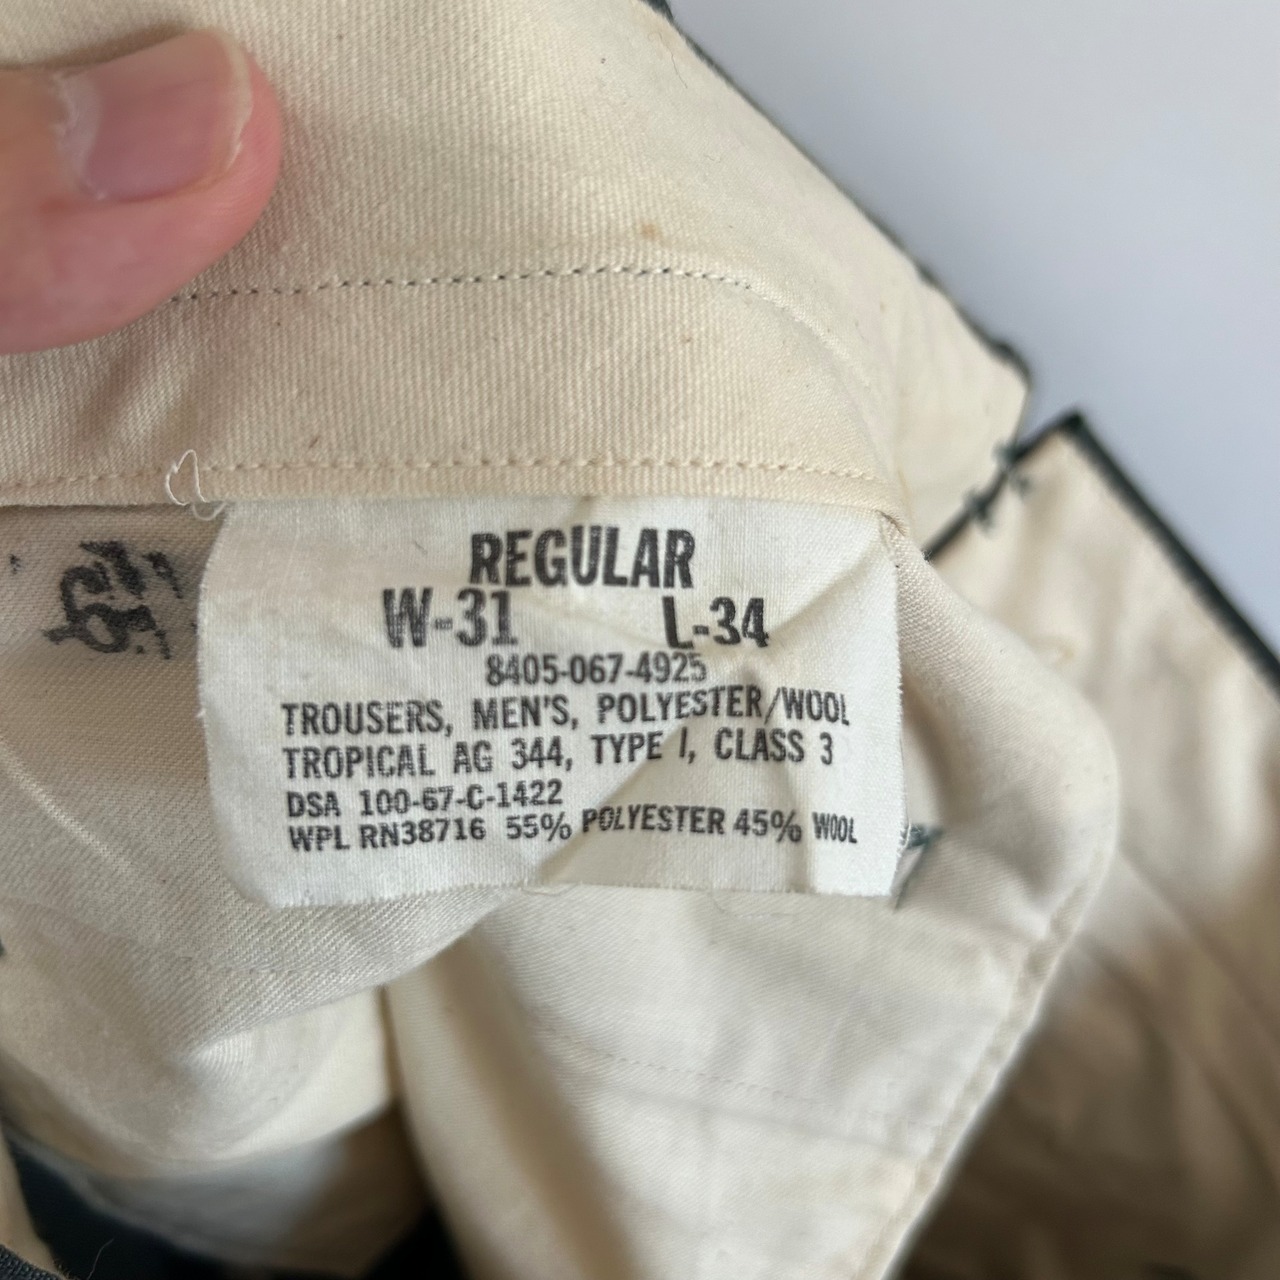 REGULAR
W-31 L-34
8405-067-4925
TROUSERS, MEN'S, POLYESTER/WOOL
TROPICAL AG 344, TYPE I, CLASS 3
DSA 100-67-C-1422
WPL RN38716 55% POLYESTER 45% WOOL